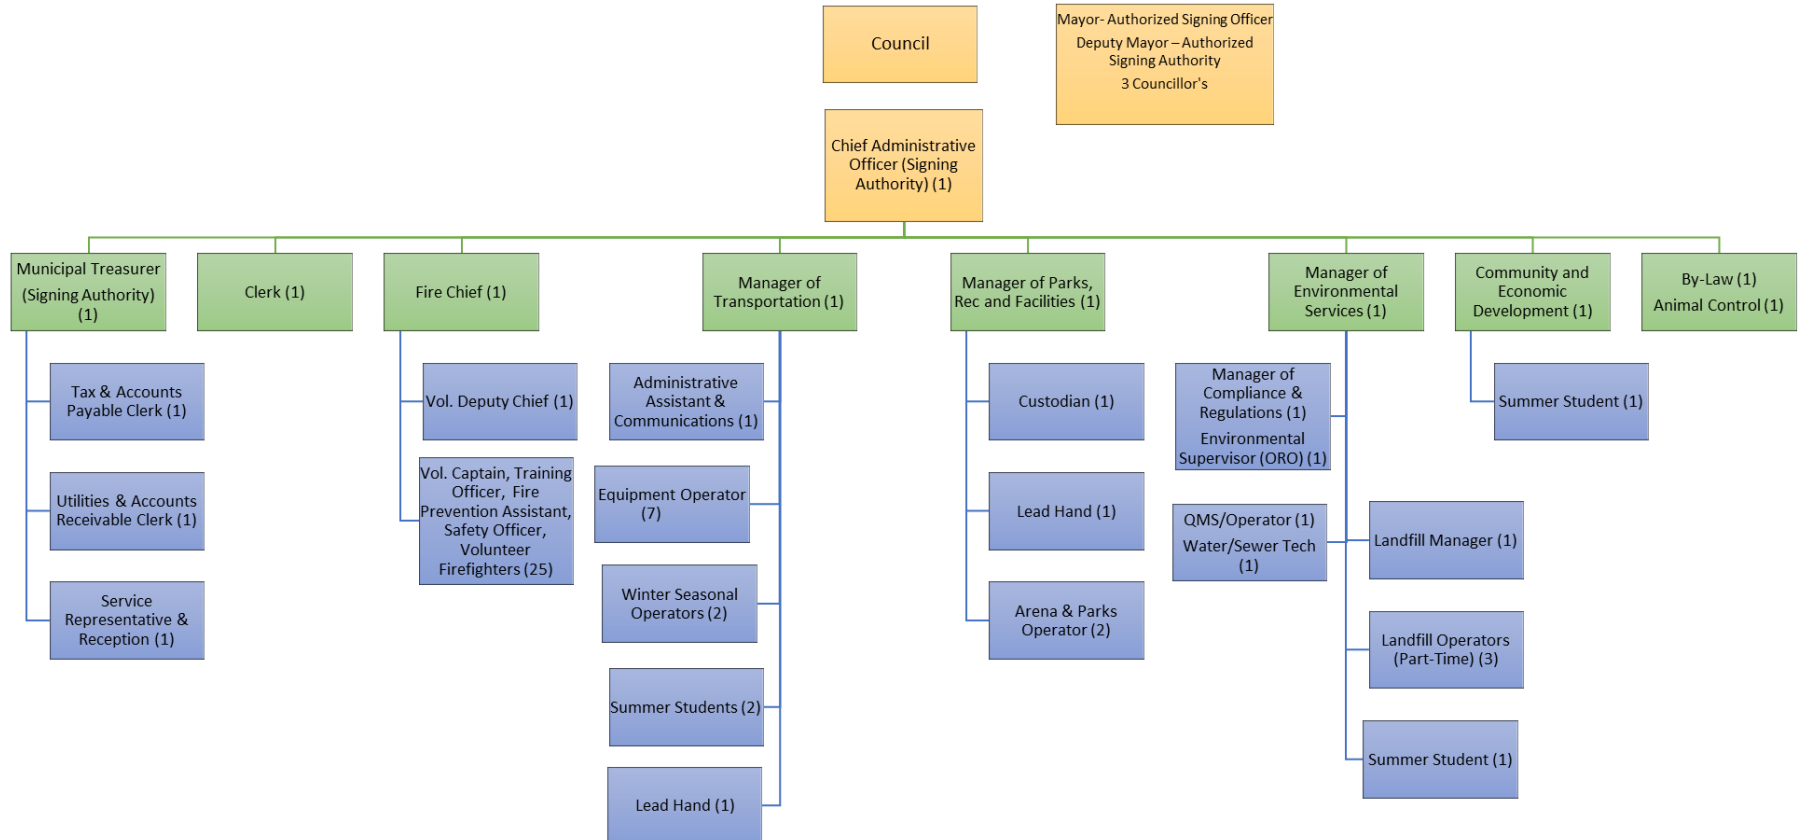 Council
Mayor- Authorized Signing Officer
Deputy Mayor – Authorized
Signing Authority
3 Councillor's
Chief Administrative
Officer (Signing
Authority) (1)
Municipal Treasurer
(Signing Authority)
(1)
Clerk (1)
Fire Chief (1)
Manager of
Transportation (1)
Manager of Parks,
Rec and Facilities (1)
Manager of
Environmental
Services (1)
Community and
Economic
Development (1)
By-Law (1)
Animal Control (1)
Tax & Accounts
Payable Clerk (1)
Utilities & Accounts
Receivable Clerk (1)
Service
Representative &
Reception (1)
Vol. Deputy Chief (1)
Vol. Captain, Training
Officer, Fire
Prevention Assistant,
Safety Officer,
Volunteer
Firefighters (25)
Administrative
Assistant &
Communications (1)
Equipment Operator
(7)
Winter Seasonal
Operators (2)
Summer Students (2)
Lead Hand (1)
Custodian (1)
Lead Hand (1)
Arena & Parks
Operator (2)
Manager of
Compliance &
Regulations (1)
Environmental
Supervisor (ORO) (1)
QMS/Operator (1)
Water/Sewer Tech
(1)
Landfill Manager (1)
Landfill Operators
(Part-Time) (3)
Summer Student (1)
Summer Student (1)